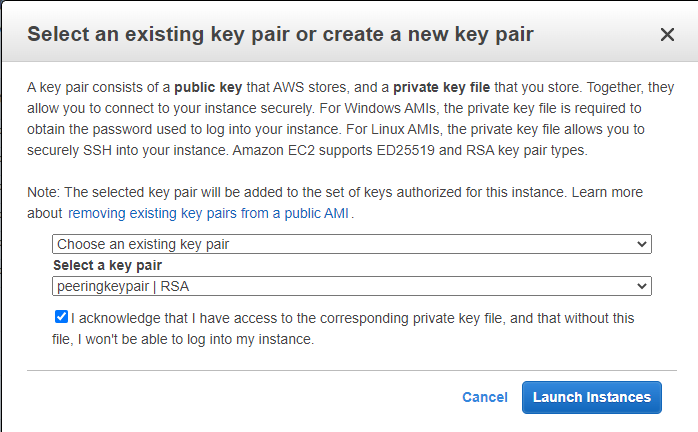 Select an existing key pair or create a new key pair
A key pair consists of a public key that AWS stores, and a private key file that you store. Together, they
allow you to connect to your instance securely. For Windows AMIs, the private key file is required to
obtain the password used to log into your instance. For Linux AMIs, the private key file allows you to
securely SSH into your instance. Amazon EC2 supports ED25519 and RSA key pair types.
Note: The selected key pair will be added to the set of keys authorized for this instance. Learn more
about removing existing key pairs from a public AMI.
Choose an existing key pair
Select a key pair
peeringkeypair | RSA
I acknowledge that I have access to the corresponding private key file, and that without this
file, I won't be able to log into my instance.
Cancel Launch Instances